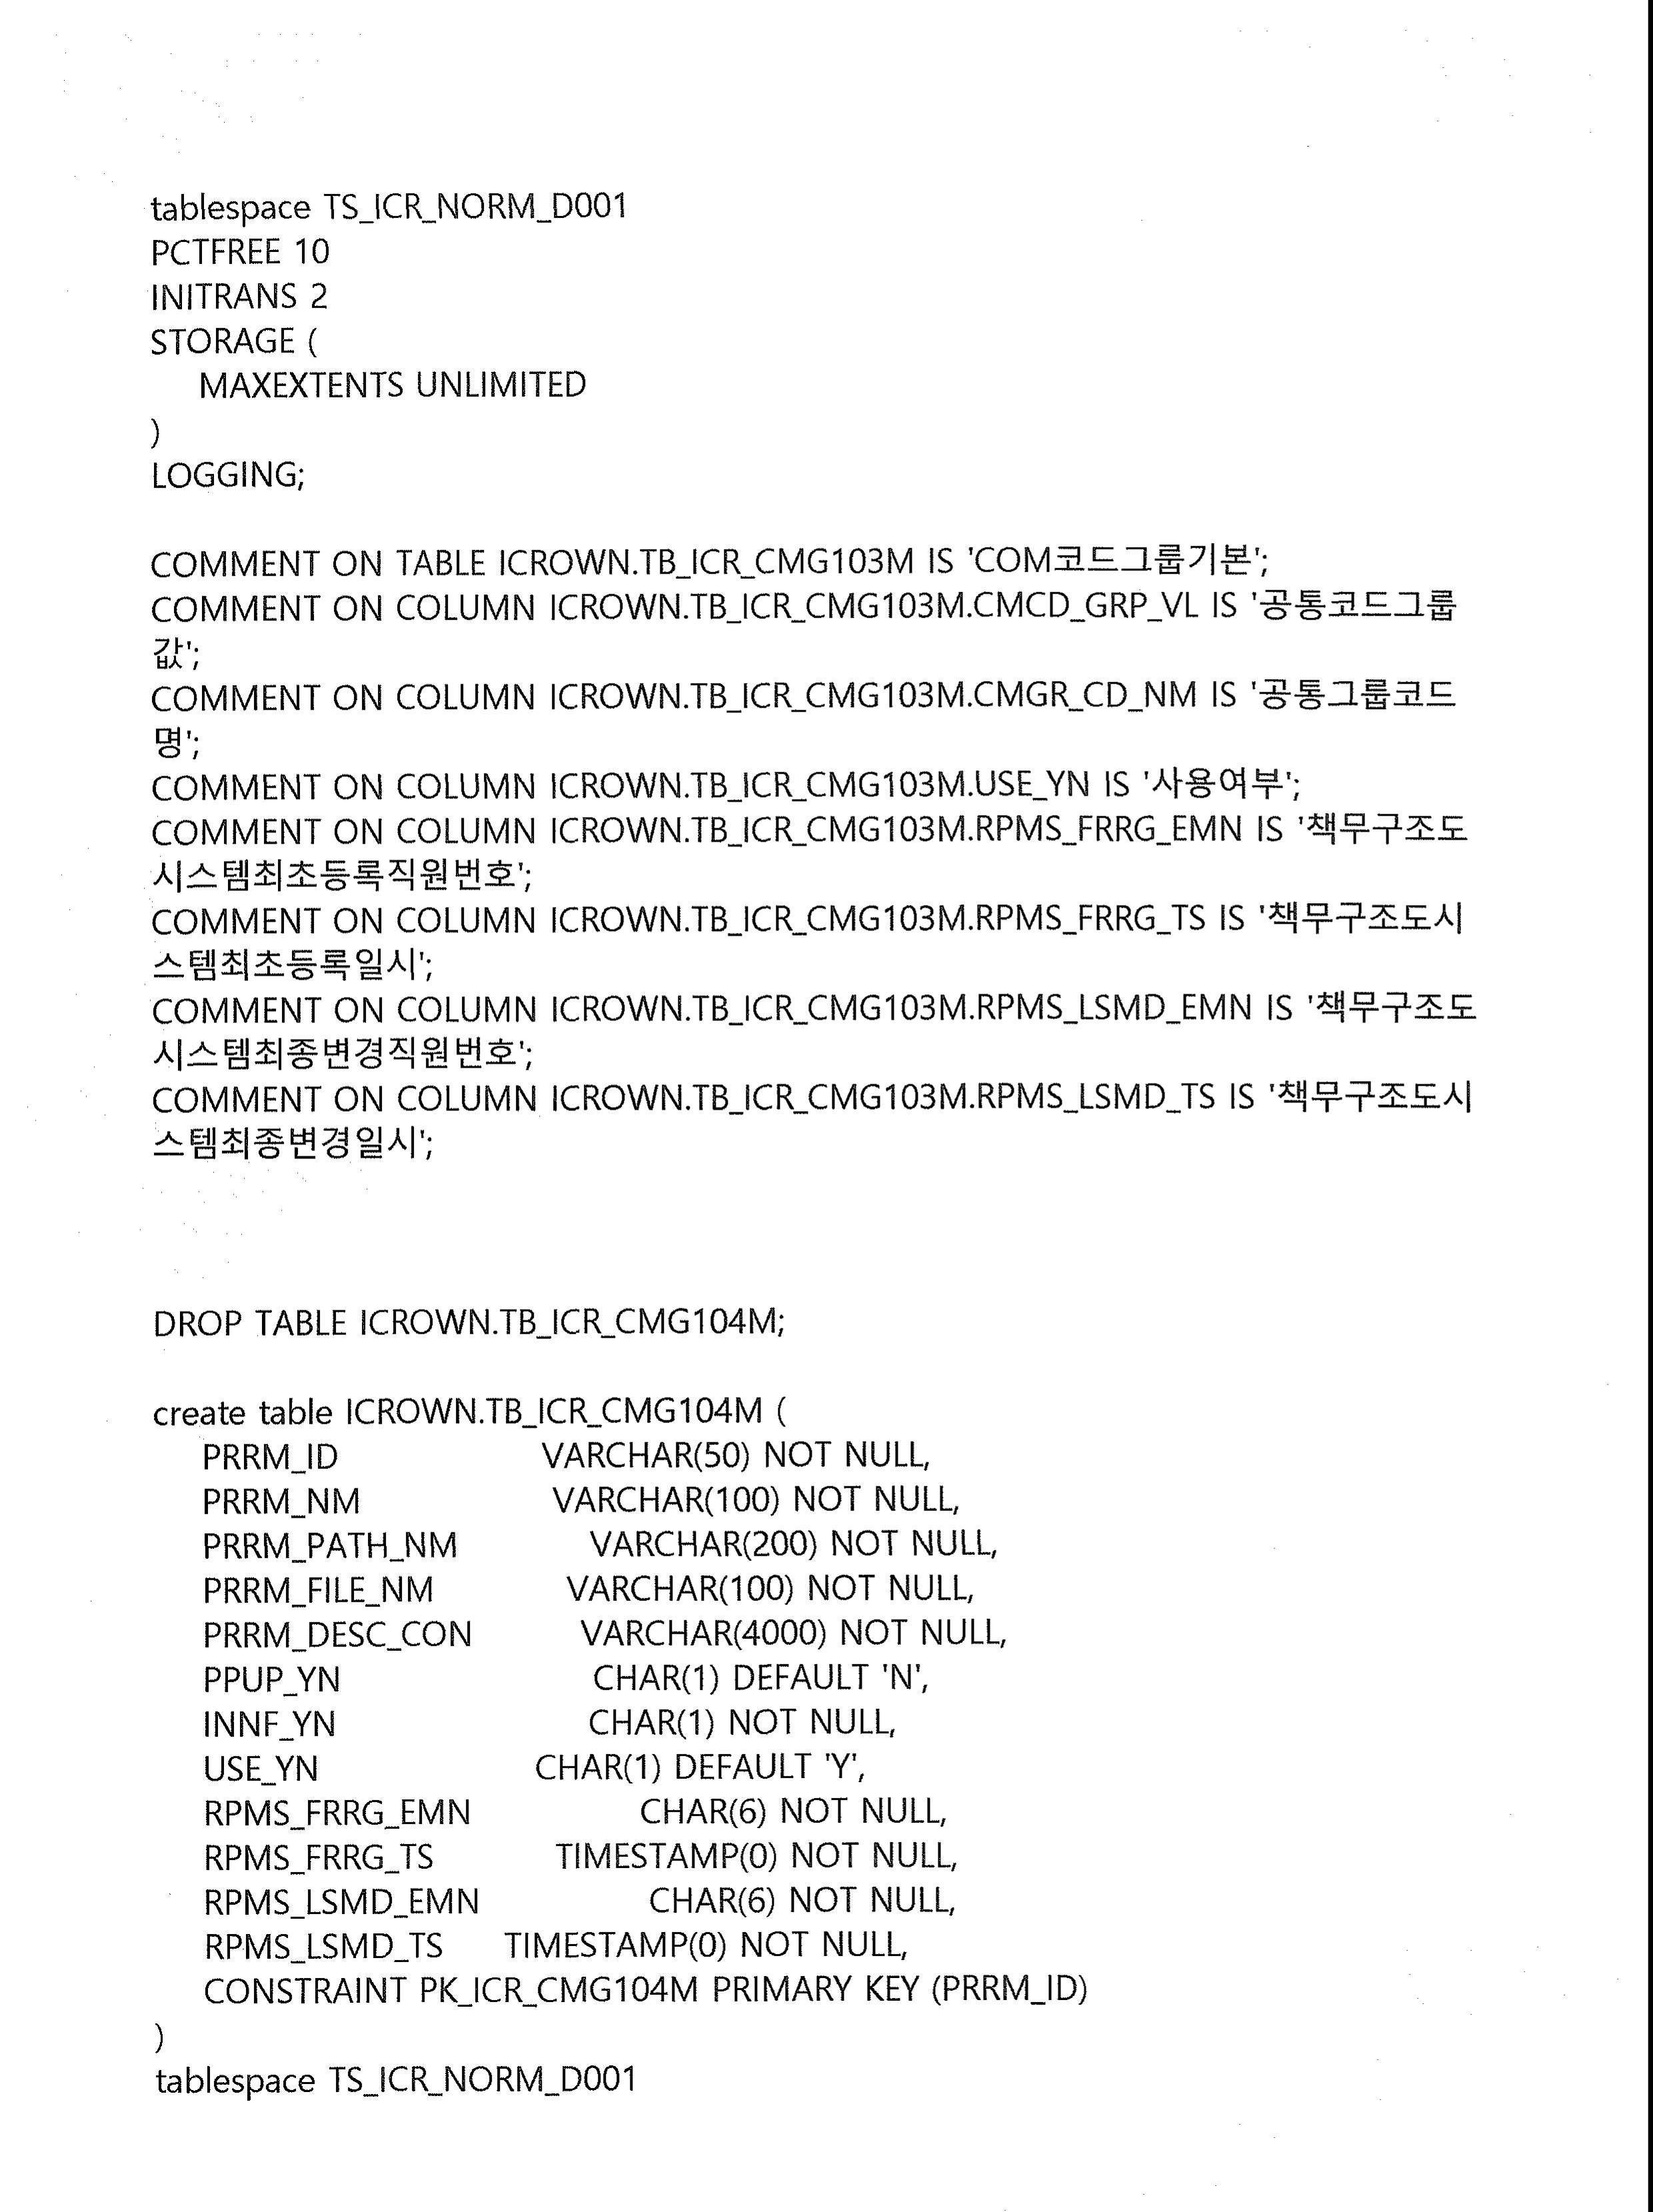 tablespace TS_ICR_NORM_D001
PCTFREE 10
INITRANS 2
STORAGE (
MAXEXTENTS UNLIMITED
)
LOGGING;
COMMENT ON TABLE ICROWN.TB_ICR_CMG103M IS 'COM코드그룹기본';
COMMENT ON COLUMN ICROWN.TB_ICR_CMG103M.CMCD_GRP_VL IS '공통코드그룹
값';
COMMENT ON COLUMN ICROWN.TB_ICR_CMG103M.CMGR_CD_NM IS '공통그룹코드
명';
COMMENT ON COLUMN ICROWN.TB_ICR_CMG103M.USE_YN IS '사용여부';
COMMENT ON COLUMN ICROWN.TB_ICR_CMG103M.RPMS_FRRG_EMN IS '책무구조도
시스템최초등록직원번호';
COMMENT ON COLUMN ICROWN.TB_ICR_CMG103M.RPMS_FRRG_TS IS '책무구조도시
스템최초등록일시';
COMMENT ON COLUMN ICROWN.TB_ICR_CMG103M.RPMS_LSMD_EMN IS '책무구조도
시스템최종변경직원번호';
COMMENT ON COLUMN ICROWN.TB_ICR_CMG103M.RPMS_LSMD_TS IS '책무구조도시
스템최종변경일시';
DROP TABLE ICROWN.TB_ICR_CMG104M;
create table ICROWN.TB_ICR_CMG104M (
PRRM_ID VARCHAR(50) NOT NULL,
PRRM_NM VARCHAR(100) NOT NULL,
PRRM_PATH_NM VARCHAR(200) NOT NULL,
PRRM_FILE_NM VARCHAR(100) NOT NULL,
PRRM_DESC_CON VARCHAR(4000) NOT NULL,
PPUP_YN CHAR(1) DEFAULT 'N',
INNF_YN CHAR(1) NOT NULL,
USE_YN CHAR(1) DEFAULT 'Y',
RPMS_FRRG_EMN CHAR(6) NOT NULL,
RPMS_FRRG_TS TIMESTAMP(0) NOT NULL,
RPMS_LSMD_EMN CHAR(6) NOT NULL,
RPMS_LSMD_TS TIMESTAMP(0) NOT NULL,
CONSTRAINT PK_ICR_CMG104M PRIMARY KEY (PRRM_ID)
)
tablespace TS_ICR_NORM_D001